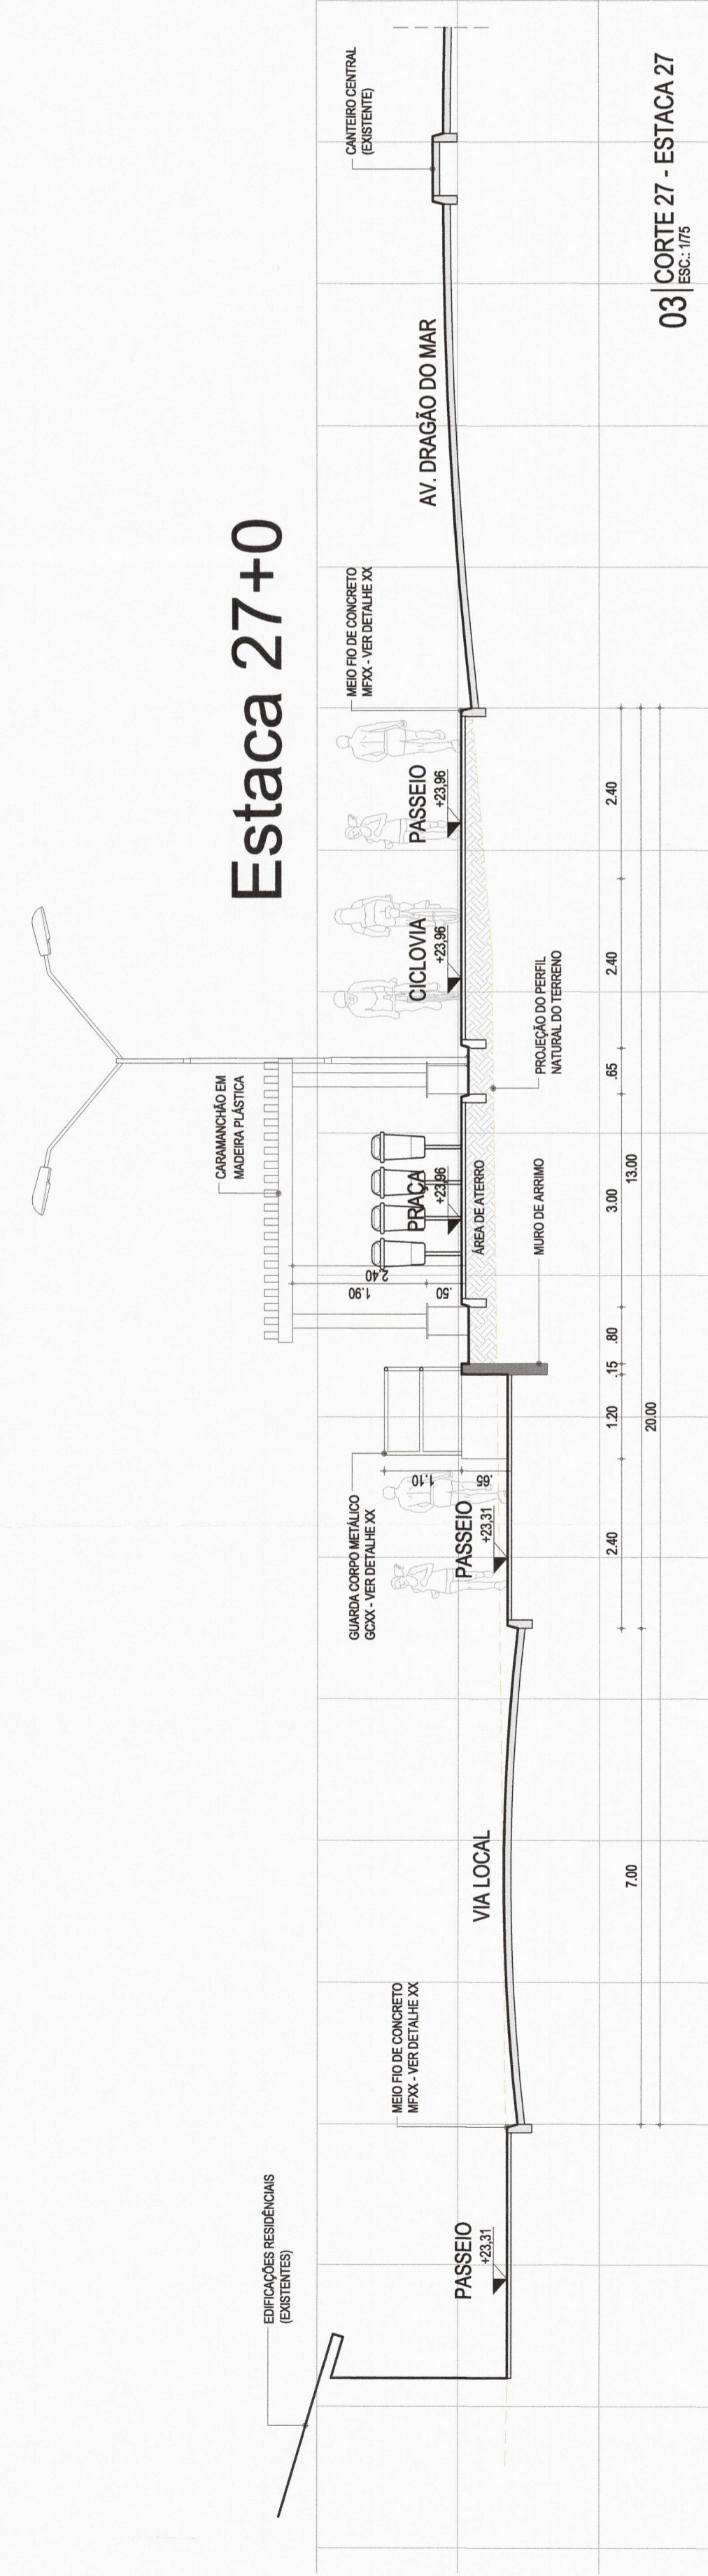 Estaca 27+0
EDIFICAÇÕES RESIDÊNCIAIS
(EXISTENTES)
PASSEIO
+23,31
MEIO FIO DE CONCRETO
MFXX - VER DETALHE XX
VIA LOCAL
GUARDA CORPO METÁLICO
GCXX - VER DETALHE XX
PASSEIO
+23,31
1.10
.65
CARAMANCHÃO EM
MADEIRA PLÁSTICA
2.40
1.90
.50
PRAÇA
+23,96
ÁREA DE ATERRO
MURO DE ARRIMO
PROJEÇÃO DO PERFIL
NATURAL DO TERRENO
CICLOVIA
+23,96
PASSEIO
+23,96
MEIO FIO DE CONCRETO
MFXX - VER DETALHE XX
AV. DRAGÃO DO MAR
CANTEIRO CENTRAL
(EXISTENTE)
2.40
1.20
.15
.80
3.00
.65
2.40
2.40
7.00
13.00
20.00
03 CORTE 27 - ESTACA 27
ESC.: 1/75